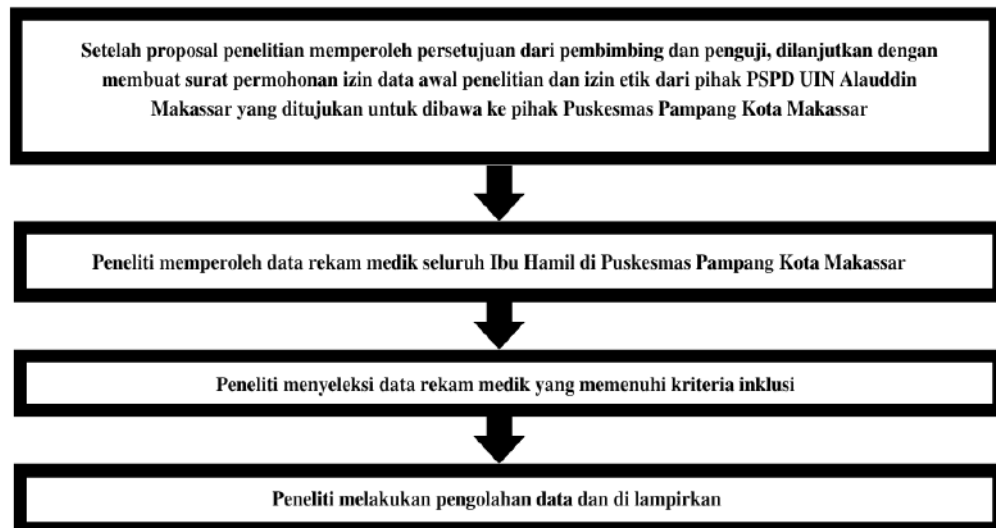 Setelah proposal penelitian memperoleh persetujuan dari pembimbing dan penguji, dilanjutkan dengan
membuat surat permohonan izin data awal penelitian dan izin etik dari pihak PSPD UIN Alauddin
Makassar yang ditujukan untuk dibawa ke pihak Puskesmas Pampang Kota Makassar
Peneliti memperoleh data rekam medik seluruh Ibu Hamil di Puskesmas Pampang Kota Makassar
Peneliti menyeleksi data rekam medik yang memenuhi kriteria inklusi
Peneliti melakukan pengolahan data dan di lampirkan